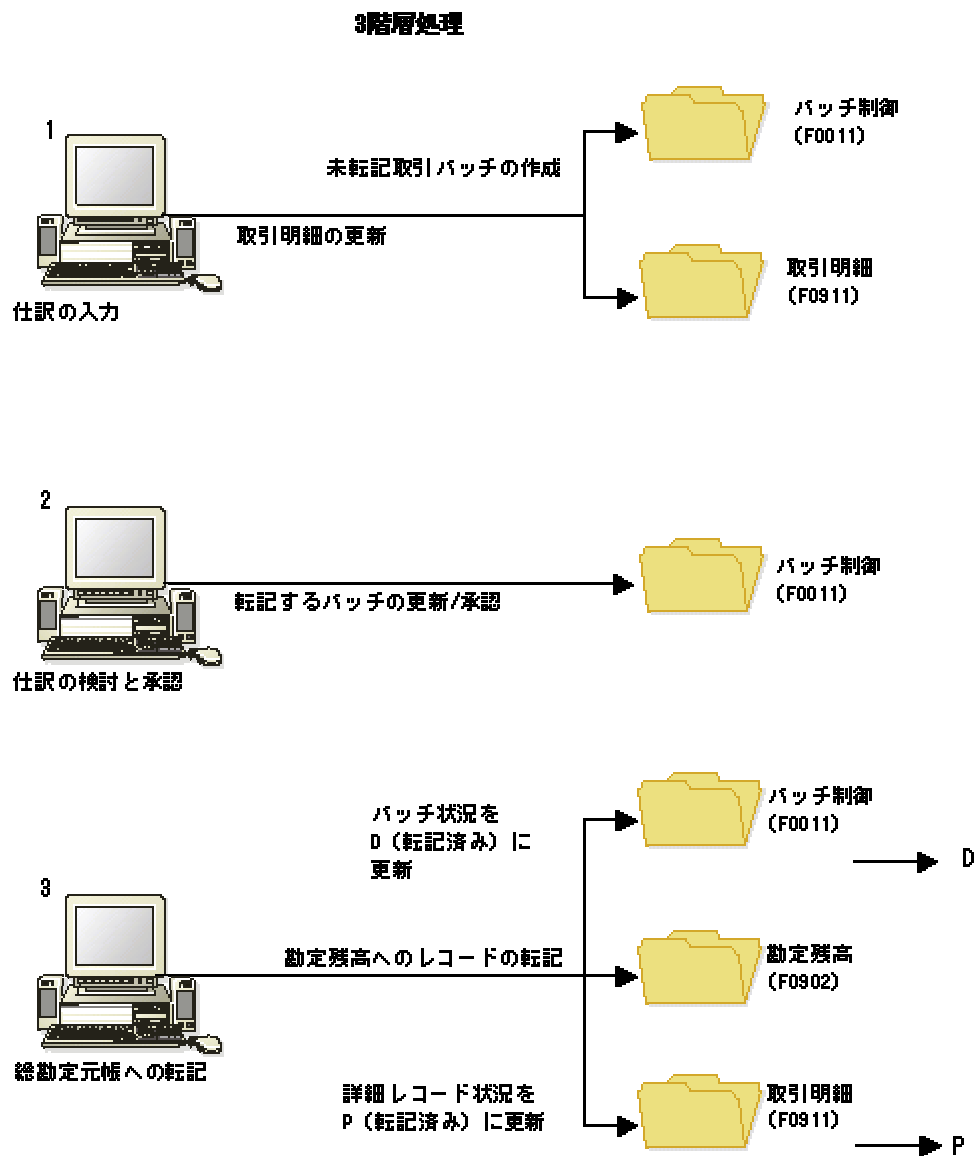 3階層処理
1
バッチ制御
(F0011)
未転記取引バッチの作成
取引明細の更新
取引明細
(F0911)
仕訳の入力
2
バッチ制御
(F0011)
転記するバッチの更新/承認
仕訳の検討と承認
バッチ状況を
D（転記済み）に
更新
バッチ制御
(F0011)
D
3
勘定残高へのレコードの転記
勘定残高
(F0902)
総勘定元帳への転記
詳細レコード状況を
P（転記済み）に更新
取引明細
(F0911)
P